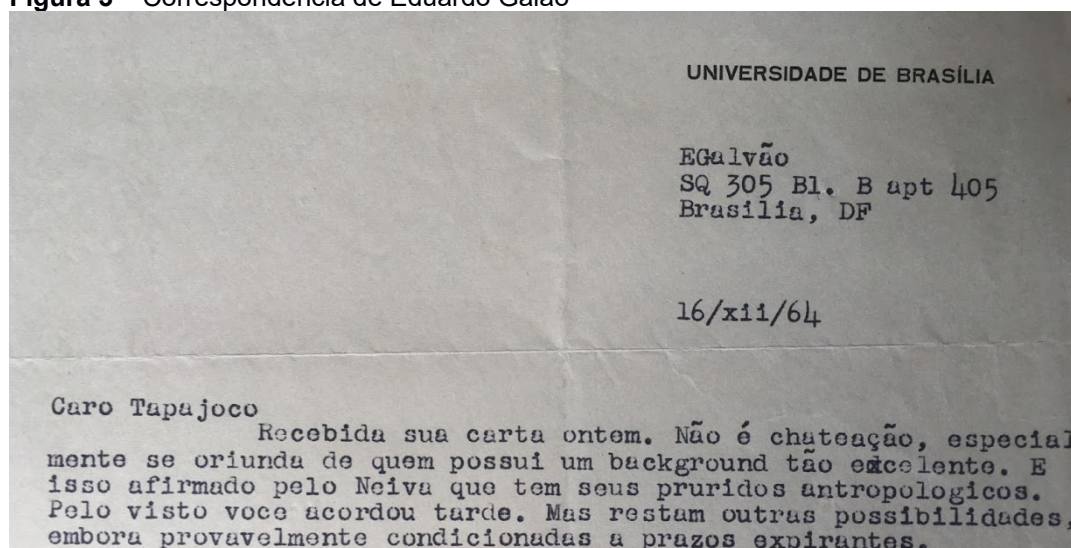 Figura 5 – Correspondência de Eduardo Galão
UNIVERSIDADE DE BRASÍLIA
EGalvão
SQ 305 Bl. B apt 405
Brasilia, DF
16/xii/64
Caro Tapajoco
Recebida sua carta ontem. Não é chateação, especial
mente se oriunda de quem possui um background tão excelente. E
isso afirmado pelo Neiva que tem seus pruridos antropologicos.
Pelo visto voce acordou tarde. Mas restam outras possibilidades,
embora provavelmente condicionadas a prazos expirantes.